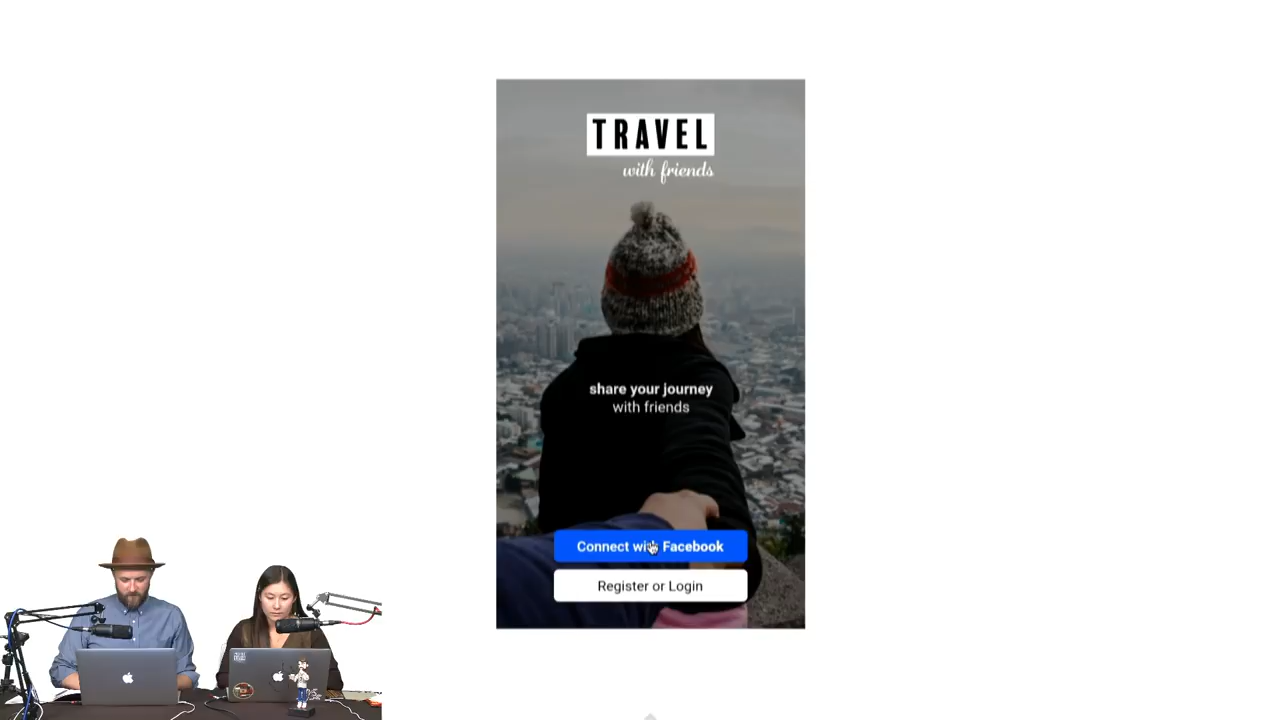 TRAVEL
with friends
share your journey
with friends
Connect with Facebook
Register or Login